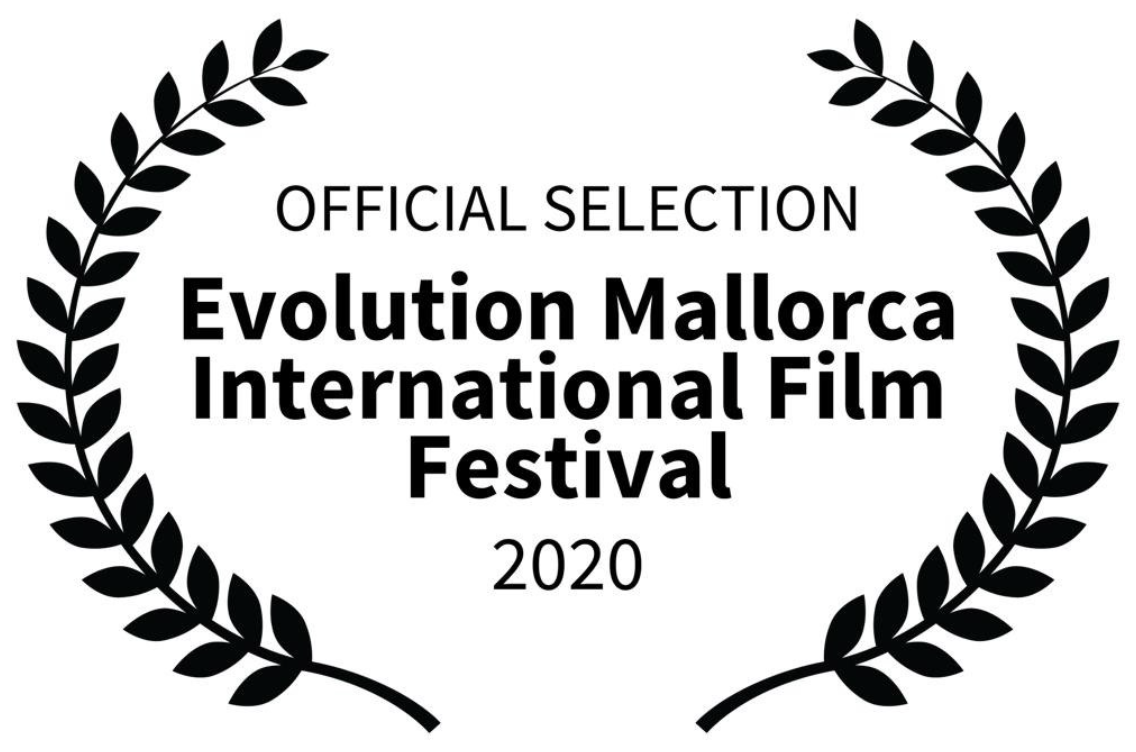 OFFICIAL SELECTION
Evolution Mallorca
International Film
Festival
2020